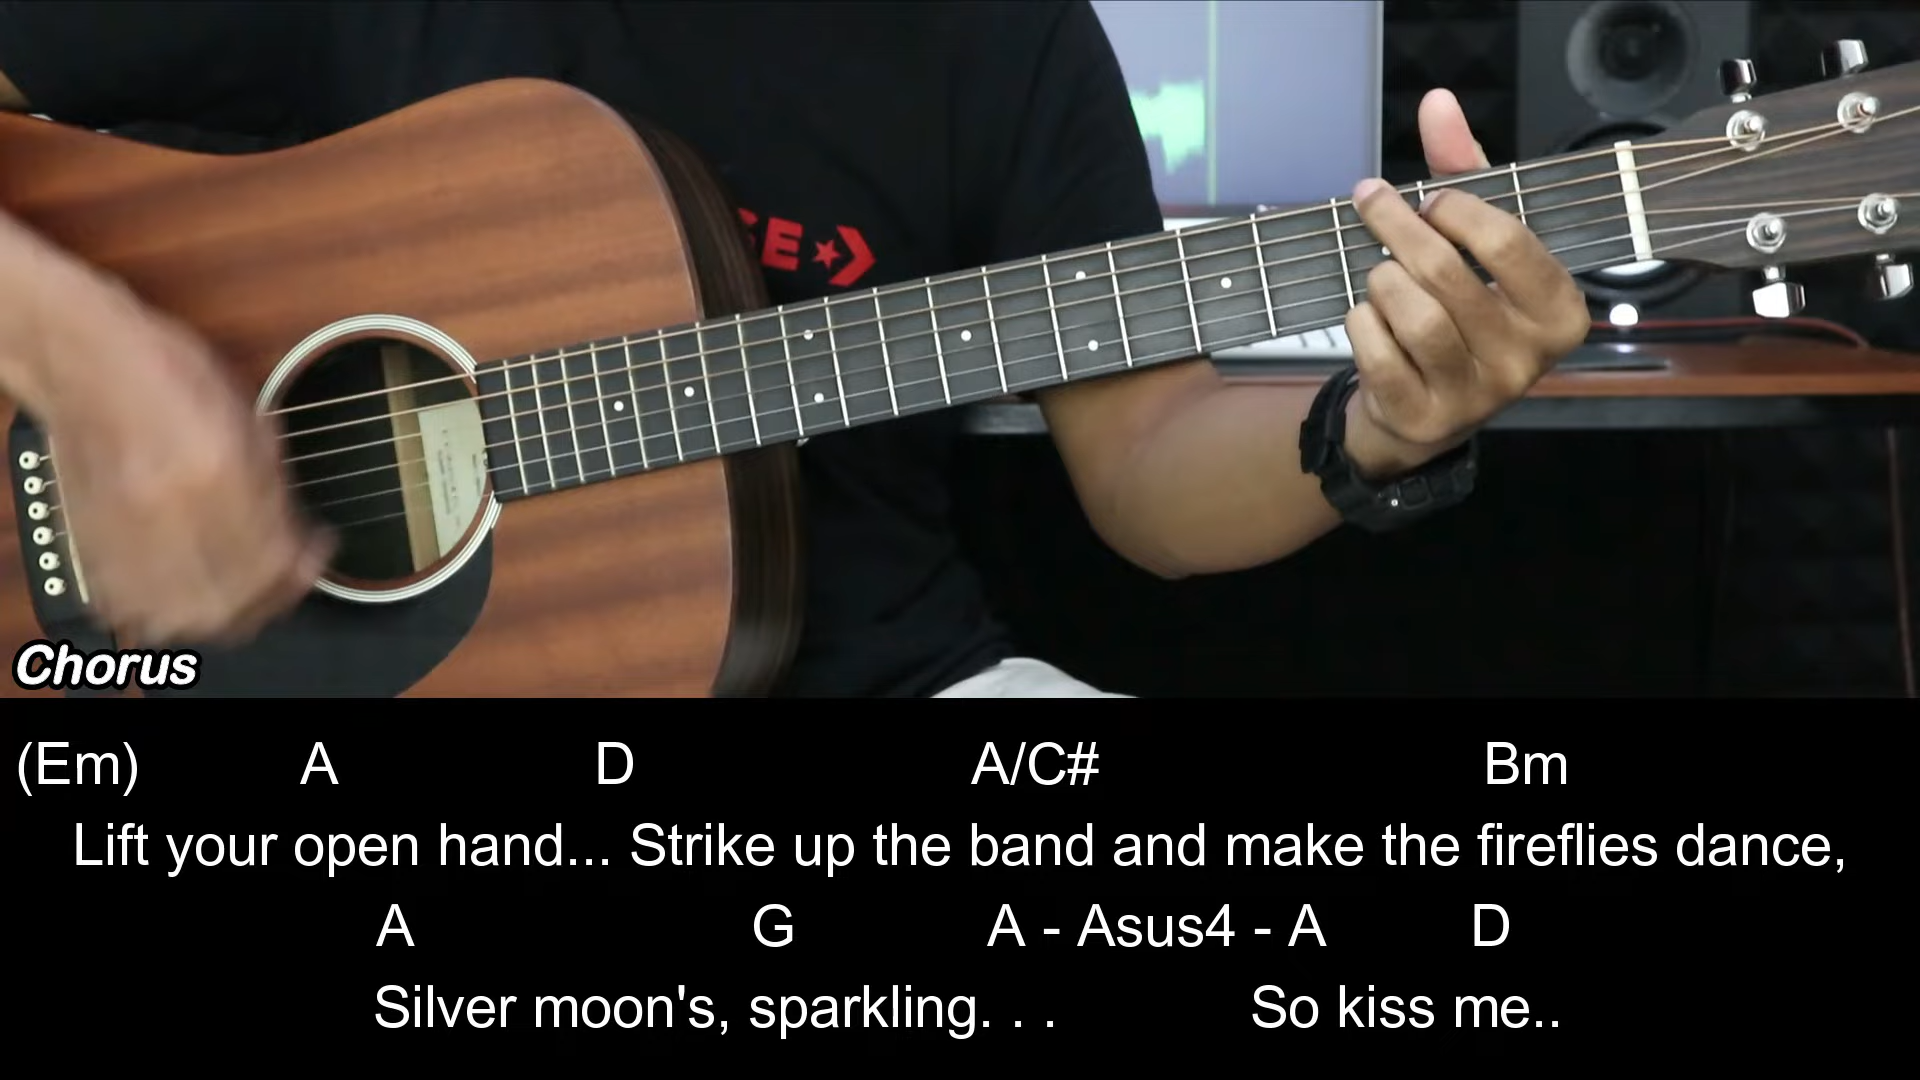 SE
Chorus
(Em) A D A/C# Bm
Lift your open hand... Strike up the band and make the fireflies dance,
A G A - Asus4 - A D
Silver moon's, sparkling. . . So kiss me..